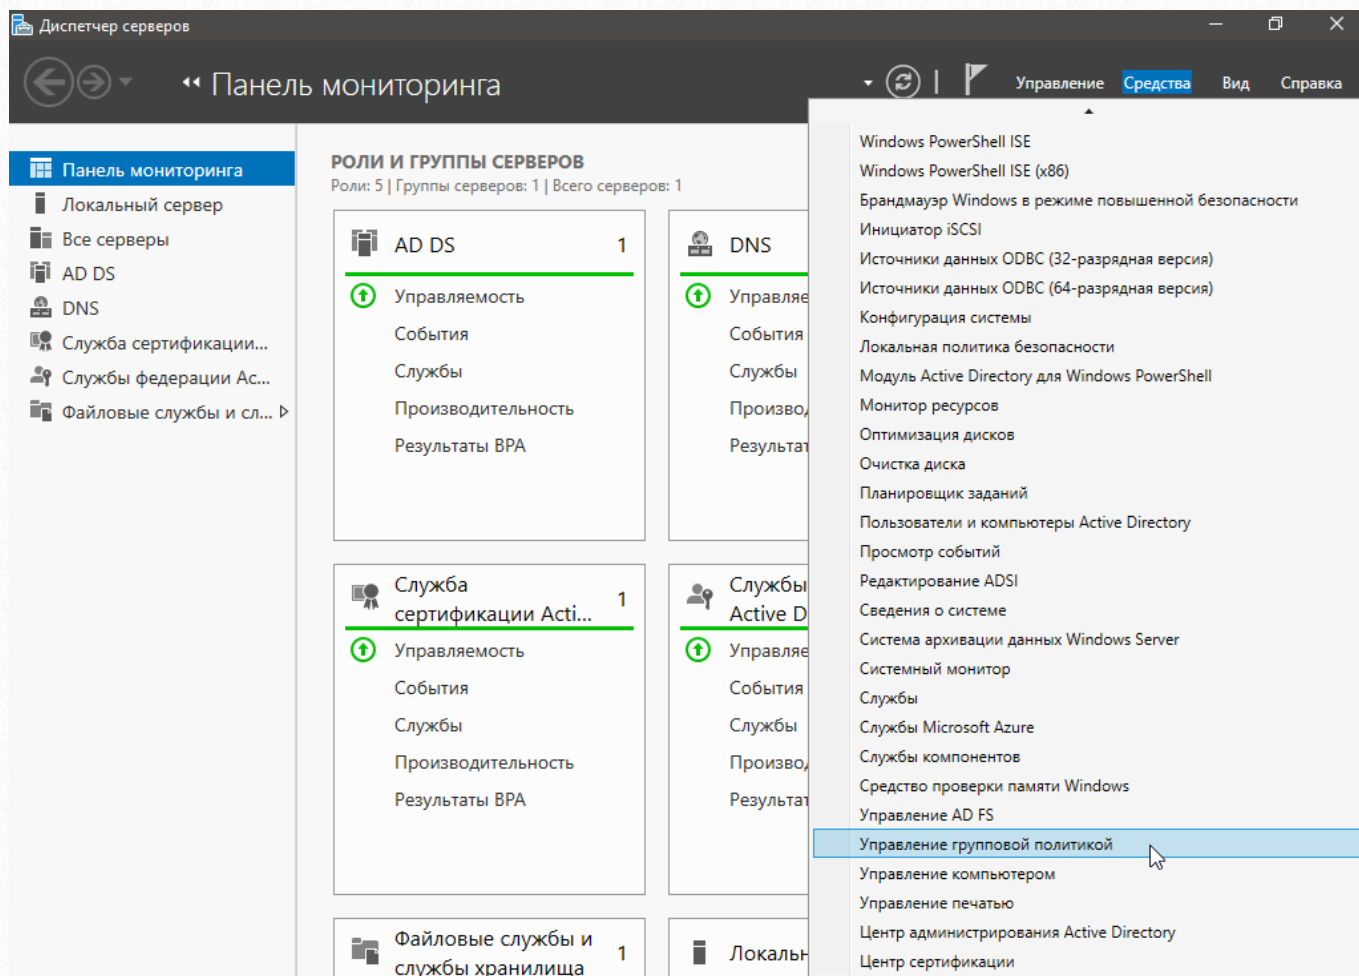 Диспетчер серверов
Панель мониторинга
Управление Средства Вид Справка
Панель мониторинга
Локальный сервер
Все серверы
AD DS
DNS
Служба сертификации...
Службы федерации Ac...
Файловые службы и сл...
РОЛИ И ГРУППЫ СЕРВЕРОВ
Роли: 5 | Группы серверов: 1 | Всего серверов: 1
AD DS 1
Управляемость
События
Службы
Производительность
Результаты BPA
DNS
Управляе
События
Службы
Произво
Результат
Служба
сертификации Acti... 1
Управляемость
События
Службы
Производительность
Результаты BPA
Службы
Active D
Управляе
События
Службы
Произво
Результат
Файловые службы и
службы хранилища 1
Локальн
Windows PowerShell ISE
Windows PowerShell ISE (x86)
Брандмауэр Windows в режиме повышенной безопасности
Инициатор iSCSI
Источники данных ODBC (32-разрядная версия)
Источники данных ODBC (64-разрядная версия)
Конфигурация системы
Локальная политика безопасности
Модуль Active Directory для Windows PowerShell
Монитор ресурсов
Оптимизация дисков
Очистка диска
Планировщик заданий
Пользователи и компьютеры Active Directory
Просмотр событий
Редактирование ADSI
Сведения о системе
Система архивации данных Windows Server
Системный монитор
Службы
Службы Microsoft Azure
Службы компонентов
Средство проверки памяти Windows
Управление AD FS
Управление групповой политикой
Управление компьютером
Управление печатью
Центр администрирования Active Directory
Центр сертификации